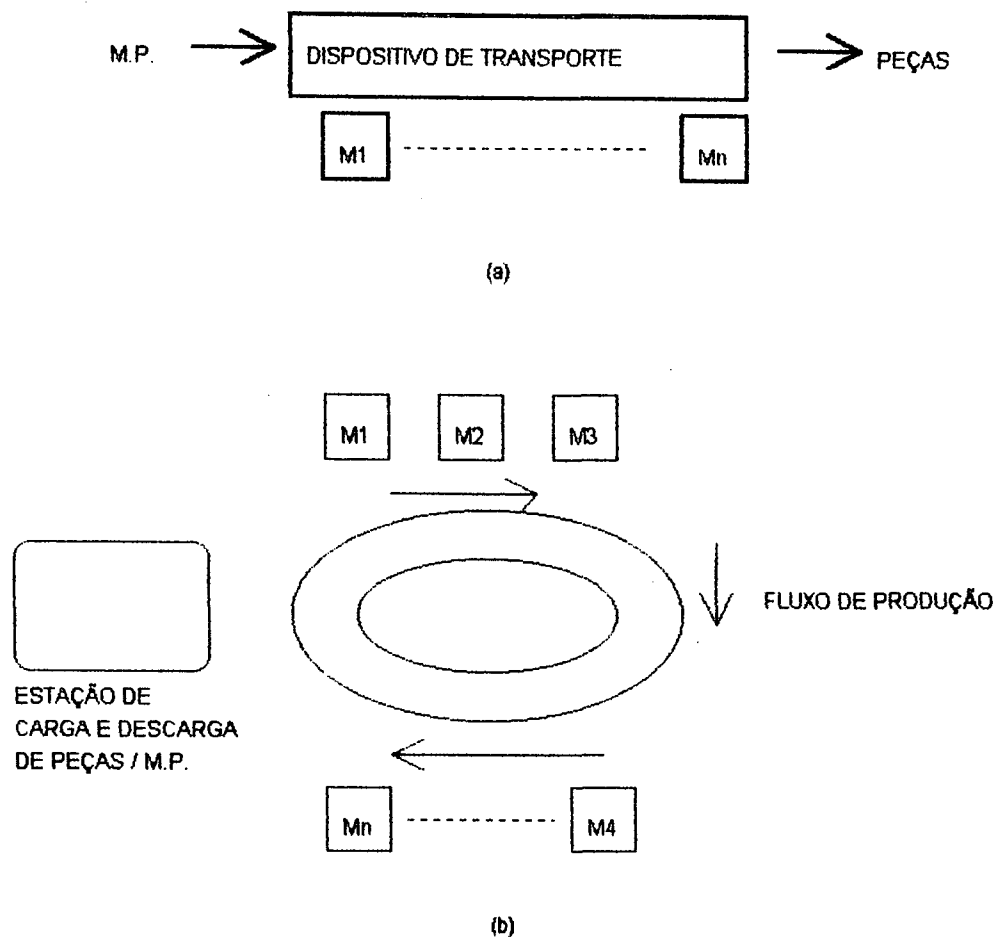 M.P.
DISPOSITIVO DE TRANSPORTE
PEÇAS
M1
Mn
(a)
M1
M2
M3
FLUXO DE PRODUÇÃO
ESTAÇÃO DE
CARGA E DESCARGA
DE PEÇAS / M.P.
Mn
M4
(b)